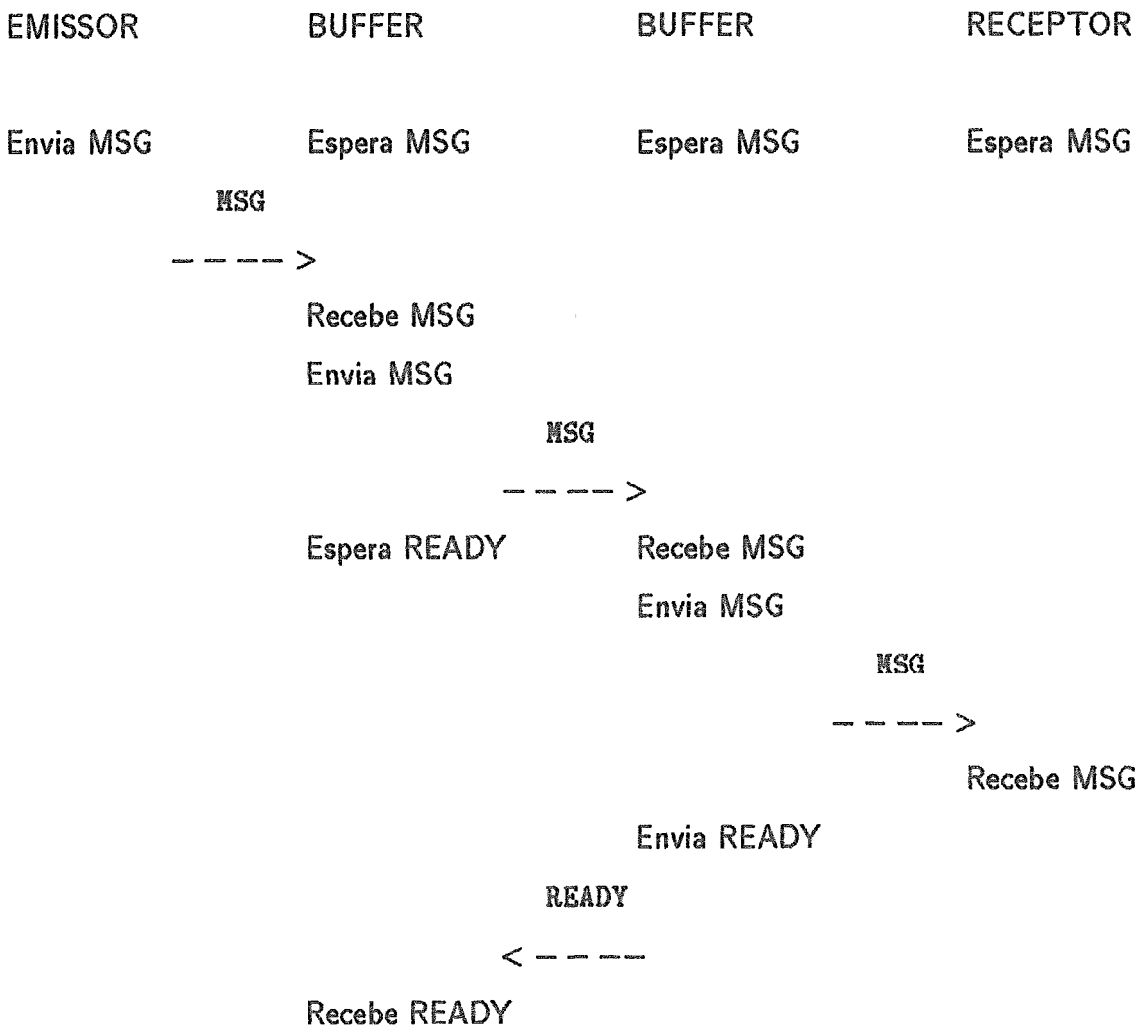 EMISSOR BUFFER BUFFER RECEPTOR
Envia MSG Espera MSG Espera MSG Espera MSG
MSG
---->
Recebe MSG
Envia MSG
MSG
---->
Espera READY Recebe MSG
Envia MSG
MSG
---->
Recebe MSG
Envia READY
READY
<----
Recebe READY